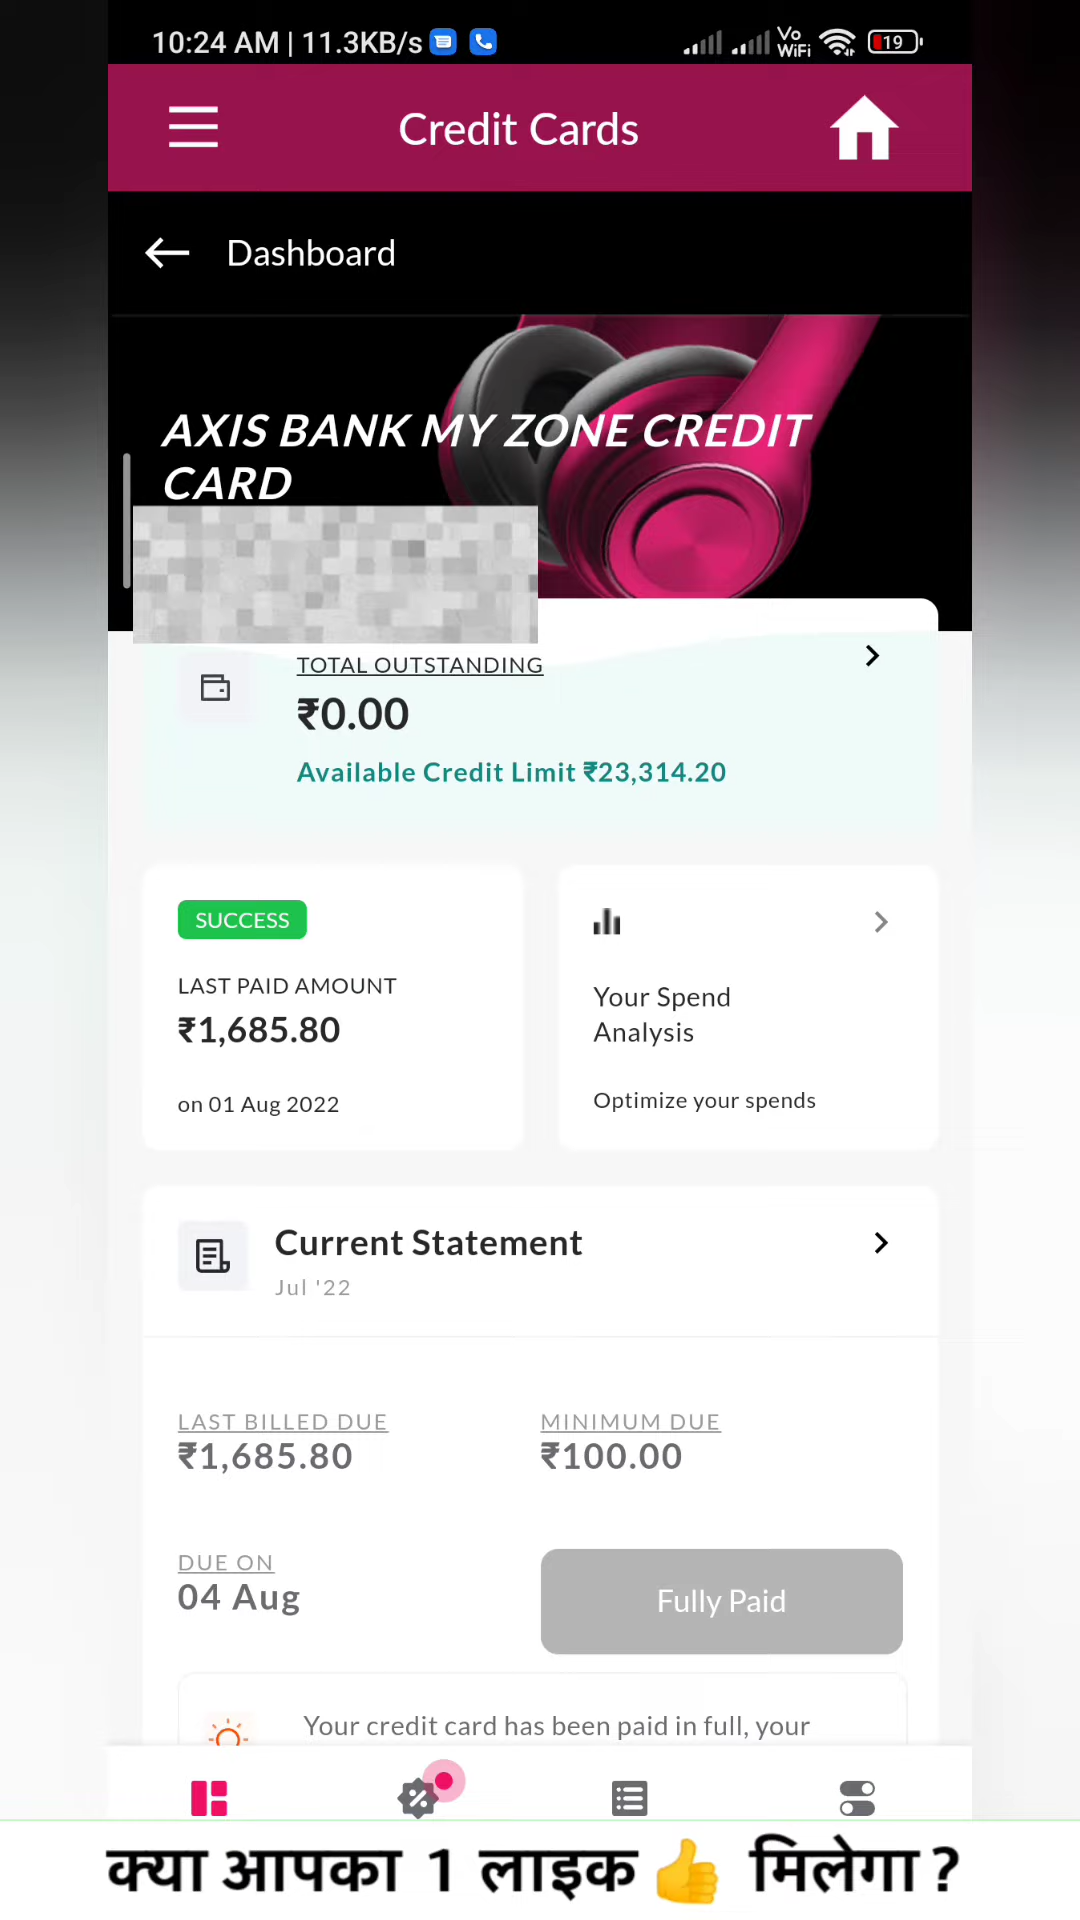 10:24 AM | 11.3KB/s Vo WiFi 19
Credit Cards
Dashboard
AXIS BANK MY ZONE CREDIT
CARD
TOTAL OUTSTANDING
₹0.00
Available Credit Limit ₹23,314.20
SUCCESS
LAST PAID AMOUNT
₹1,685.80
on 01 Aug 2022
Your Spend
Analysis
Optimize your spends
Current Statement
Jul '22
LAST BILLED DUE
₹1,685.80
MINIMUM DUE
₹100.00
DUE ON
04 Aug
Fully Paid
Your credit card has been paid in full, your
क्या आपका 1 लाइक 👍 मिलेगा ?